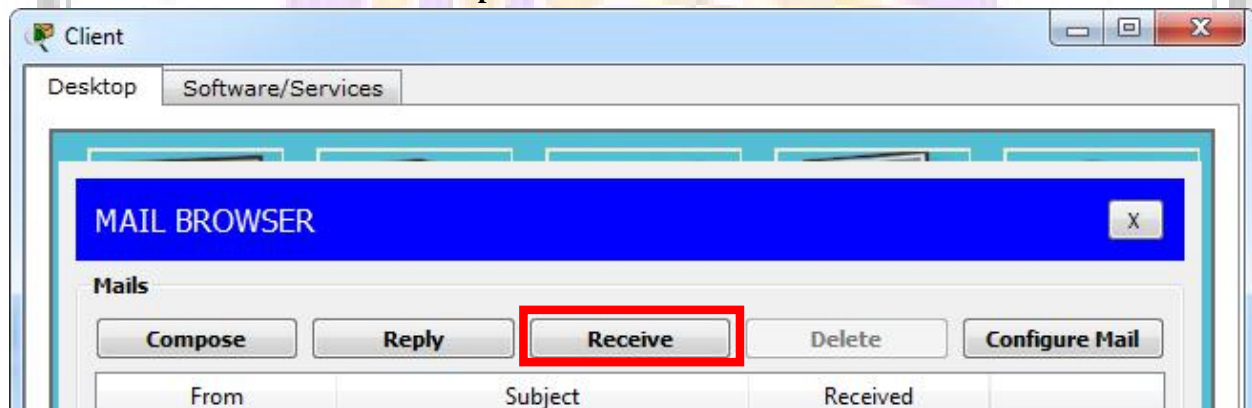 Client
Desktop Software/Services
MAIL BROWSER X
Mails
Compose Reply Receive Delete Configure Mail
From Subject Received